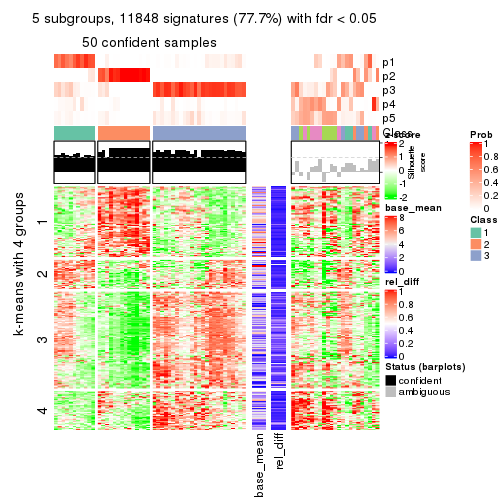 5 subgroups, 11848 signatures (77.7%) with fdr < 0.05
50 confident samples
p1
p2
p3
p4
p5
Class
1
2
3
4
k-means with 4 groups
base_mean
rel_diff
z-score
2
1
0
-1
-2
Silhouette
score
base_mean
8
6
4
2
0
rel_diff
1
0.8
0.6
0.4
0.2
0
Status (barplots)
confident
ambiguous
Prob
1
0.8
0.6
0.4
0.2
0
Class
1
2
3